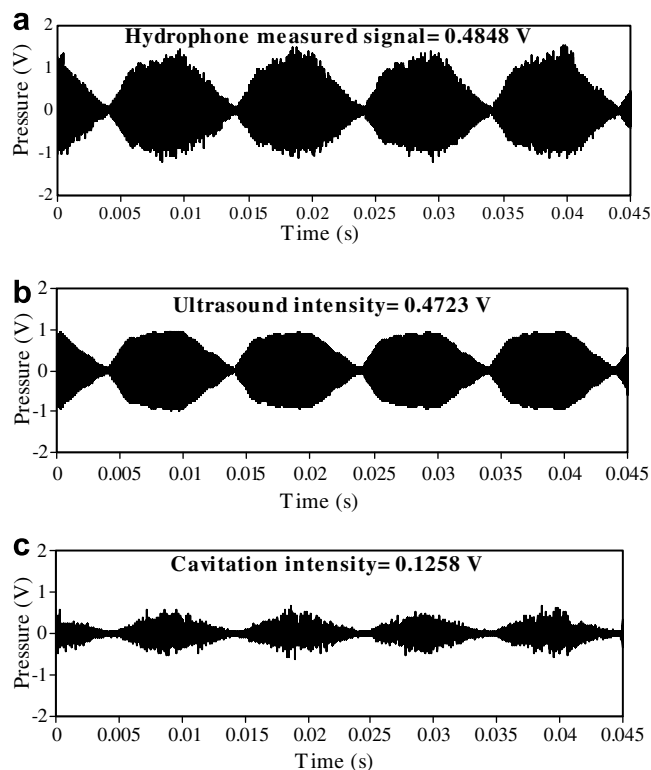 a
Hydrophone measured signal= 0.4848 V
Pressure (V)
2
1
0
-1
-2
0 0.005 0.01 0.015 0.02 0.025 0.03 0.035 0.04 0.045
Time (s)
b
Ultrasound intensity= 0.4723 V
Pressure (V)
2
1
0
-1
-2
0 0.005 0.01 0.015 0.02 0.025 0.03 0.035 0.04 0.045
Time (s)
c
Cavitation intensity= 0.1258 V
Pressure (V)
2
1
0
-1
-2
0 0.005 0.01 0.015 0.02 0.025 0.03 0.035 0.04 0.045
Time (s)